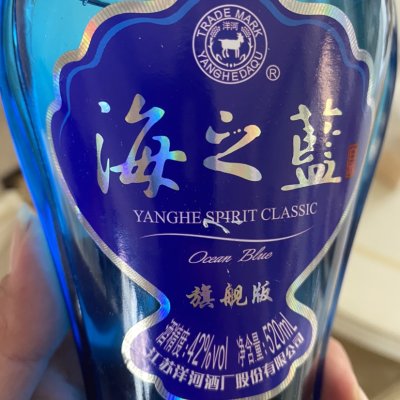 TRADE MARK
洋河
YANGHEDAQU
®
海之藍
YANGHE SPIRIT CLASSIC
Ocean Blue
旗舰版
酒精度:42%vol 净含量:520mL
江苏洋河酒厂股份有限公司